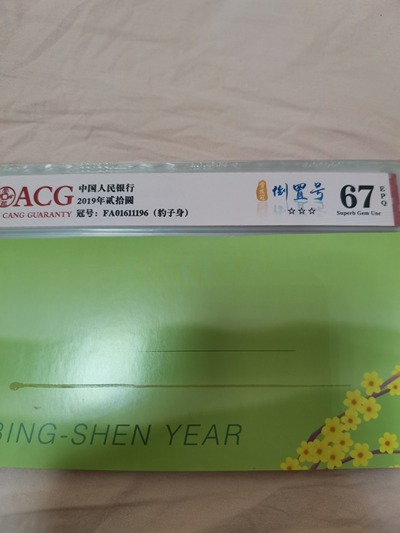 ACG
CANG GUARANTY
中国人民银行
2019年贰拾圆
冠号: FA01611196 (豹子身)
倒置号
☆☆☆
67
EPQ
Superb Gem Unc
BING-SHEN YEAR